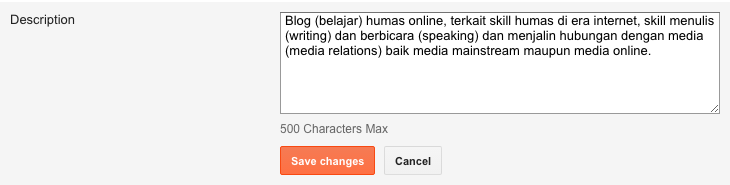 Description
Blog (belajar) humas online, terkait skill humas di era internet, skill menulis
(writing) dan berbicara (speaking) dan menjalin hubungan dengan media
(media relations) baik media mainstream maupun media online.
500 Characters Max
Save changes
Cancel